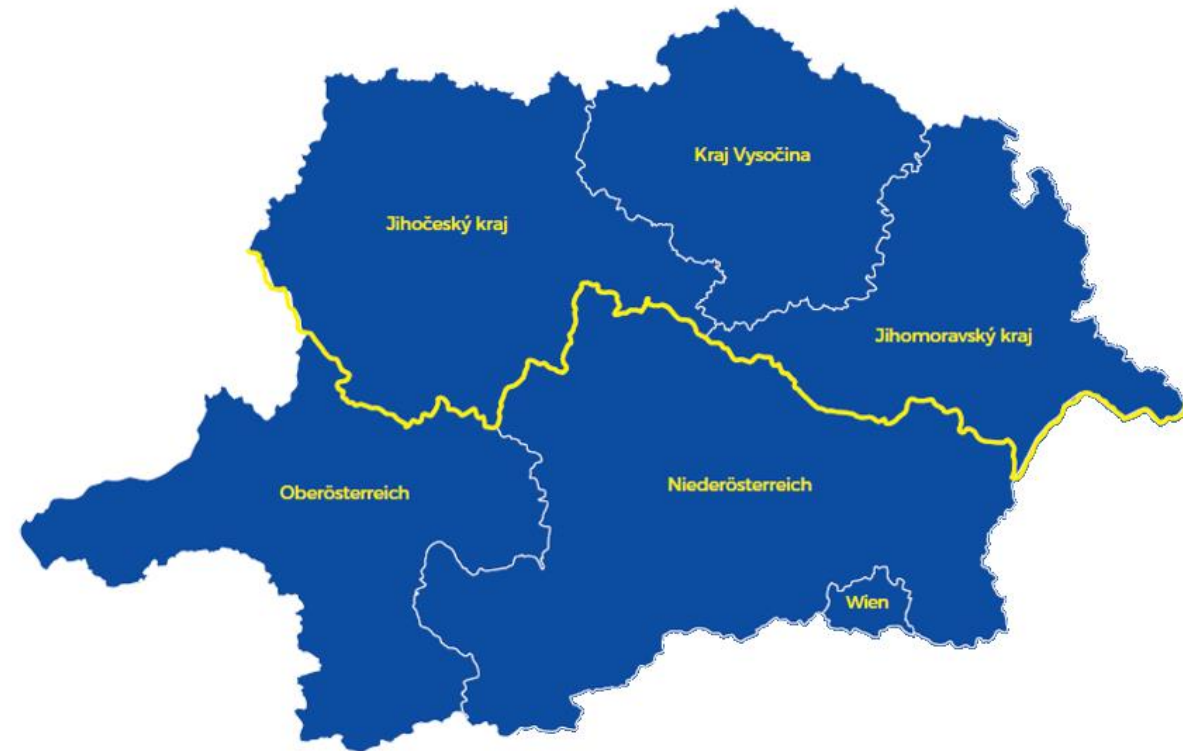 Kraj Vysočina
Jihočeský kraj
Jihomoravský kraj
Oberösterreich
Niederösterreich
Wien